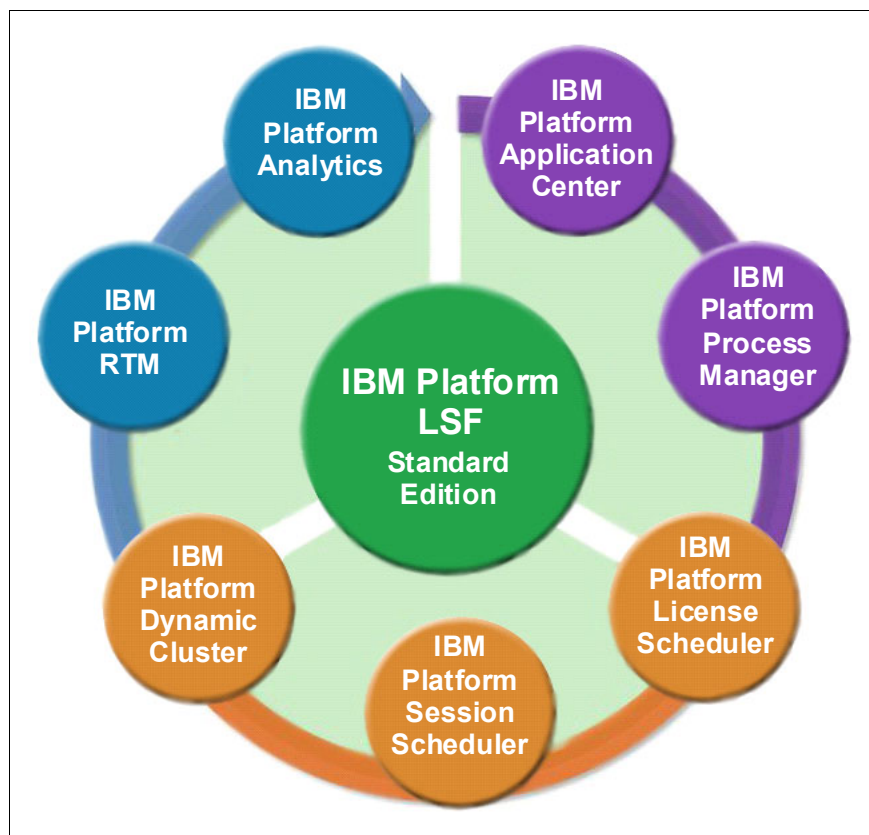 IBM
Platform
Analytics
IBM
Platform
Application
Center
IBM
Platform
RTM
IBM
Platform
Process
Manager
IBM Platform
LSF
Standard
Edition
IBM
Platform
Dynamic
Cluster
IBM
Platform
Session
Scheduler
IBM
Platform
License
Scheduler